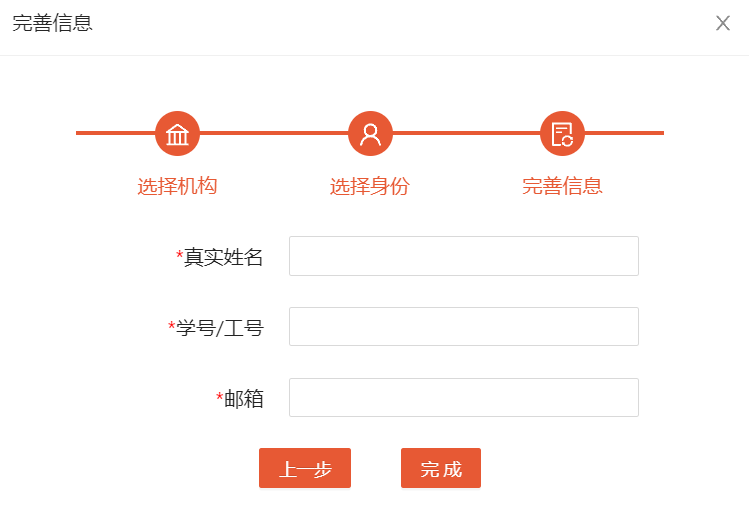 完善信息
选择机构 选择身份 完善信息
*真实姓名
*学号/工号
*邮箱
上一步 完成